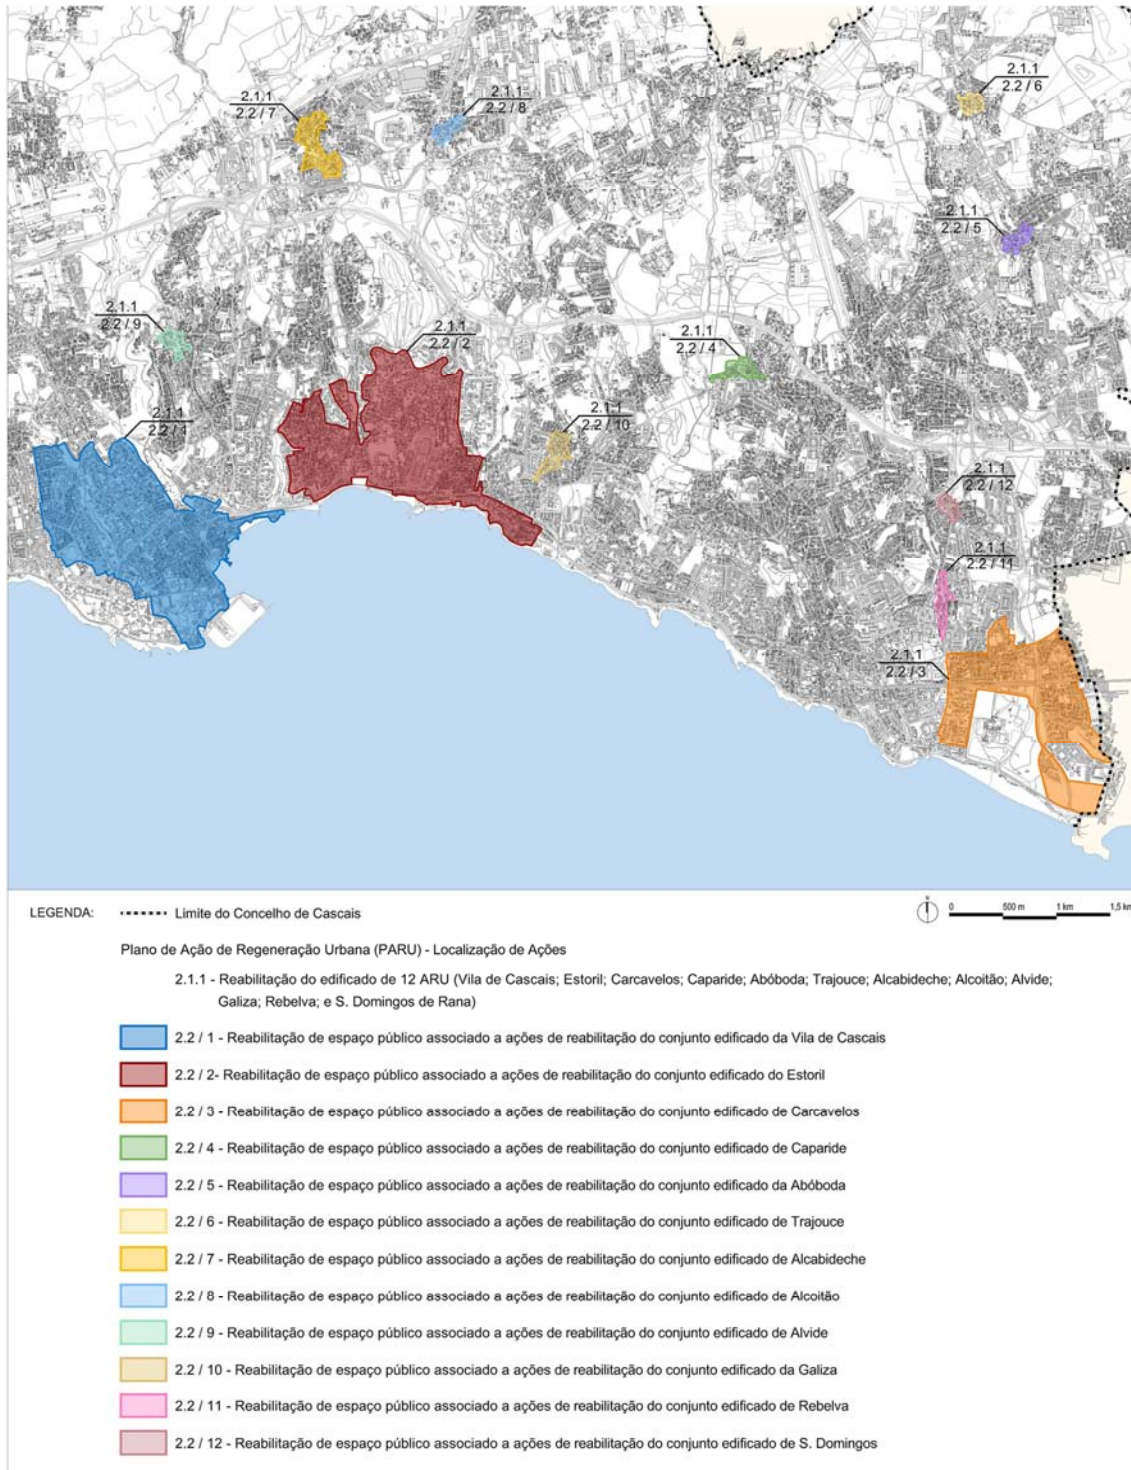 2.1.1
2.2 / 6
2.1.1
2.2 / 7
2.1.1
2.2 / 8
2.1.1
2.2 / 5
2.1.1
2.2 / 9
2.1.1
2.2 / 2
2.1.1
2.2 / 4
2.1.1
2.2 / 1
2.1.1
2.2 / 10
2.1.1
2.2 / 12
2.1.1
2.2 / 11
2.1.1
2.2 / 3
LEGENDA:
Limite do Concelho de Cascais
N
0 500 m 1 km 1,5 km
Plano de Ação de Regeneração Urbana (PARU) - Localização de Ações
2.1.1 - Reabilitação do edificado de 12 ARU (Vila de Cascais; Estoril; Carcavelos; Caparide; Abóboda; Trajouce; Alcabideche; Alcoitão; Alvide;
Galiza; Rebelva; e S. Domingos de Rana)
2.2 / 1 - Reabilitação de espaço público associado a ações de reabilitação do conjunto edificado da Vila de Cascais
2.2 / 2- Reabilitação de espaço público associado a ações de reabilitação do conjunto edificado do Estoril
2.2 / 3 - Reabilitação de espaço público associado a ações de reabilitação do conjunto edificado de Carcavelos
2.2 / 4 - Reabilitação de espaço público associado a ações de reabilitação do conjunto edificado de Caparide
2.2 / 5 - Reabilitação de espaço público associado a ações de reabilitação do conjunto edificado da Abóboda
2.2 / 6 - Reabilitação de espaço público associado a ações de reabilitação do conjunto edificado de Trajouce
2.2 / 7 - Reabilitação de espaço público associado a ações de reabilitação do conjunto edificado de Alcabideche
2.2 / 8 - Reabilitação de espaço público associado a ações de reabilitação do conjunto edificado de Alcoitão
2.2 / 9 - Reabilitação de espaço público associado a ações de reabilitação do conjunto edificado de Alvide
2.2 / 10 - Reabilitação de espaço público associado a ações de reabilitação do conjunto edificado da Galiza
2.2 / 11 - Reabilitação de espaço público associado a ações de reabilitação do conjunto edificado de Rebelva
2.2 / 12 - Reabilitação de espaço público associado a ações de reabilitação do conjunto edificado de S. Domingos